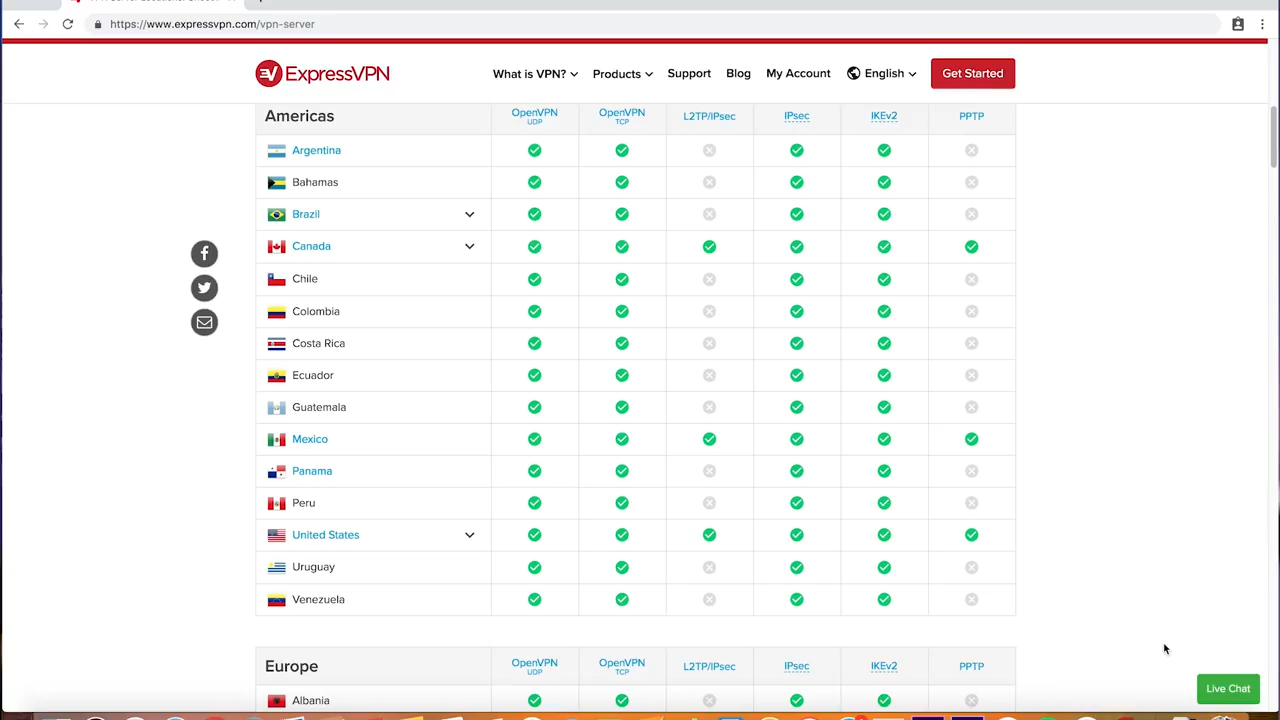 https://www.expressvpn.com/vpn-server
ExpressVPN
What is VPN? Products Support Blog My Account English Get Started
Americas OpenVPN UDP OpenVPN TCP L2TP/IPsec IPsec IKEv2 PPTP
Argentina
Bahamas
Brazil
Canada
Chile
Colombia
Costa Rica
Ecuador
Guatemala
Mexico
Panama
Peru
United States
Uruguay
Venezuela
Europe OpenVPN UDP OpenVPN TCP L2TP/IPsec IPsec IKEv2 PPTP
Albania
Live Chat